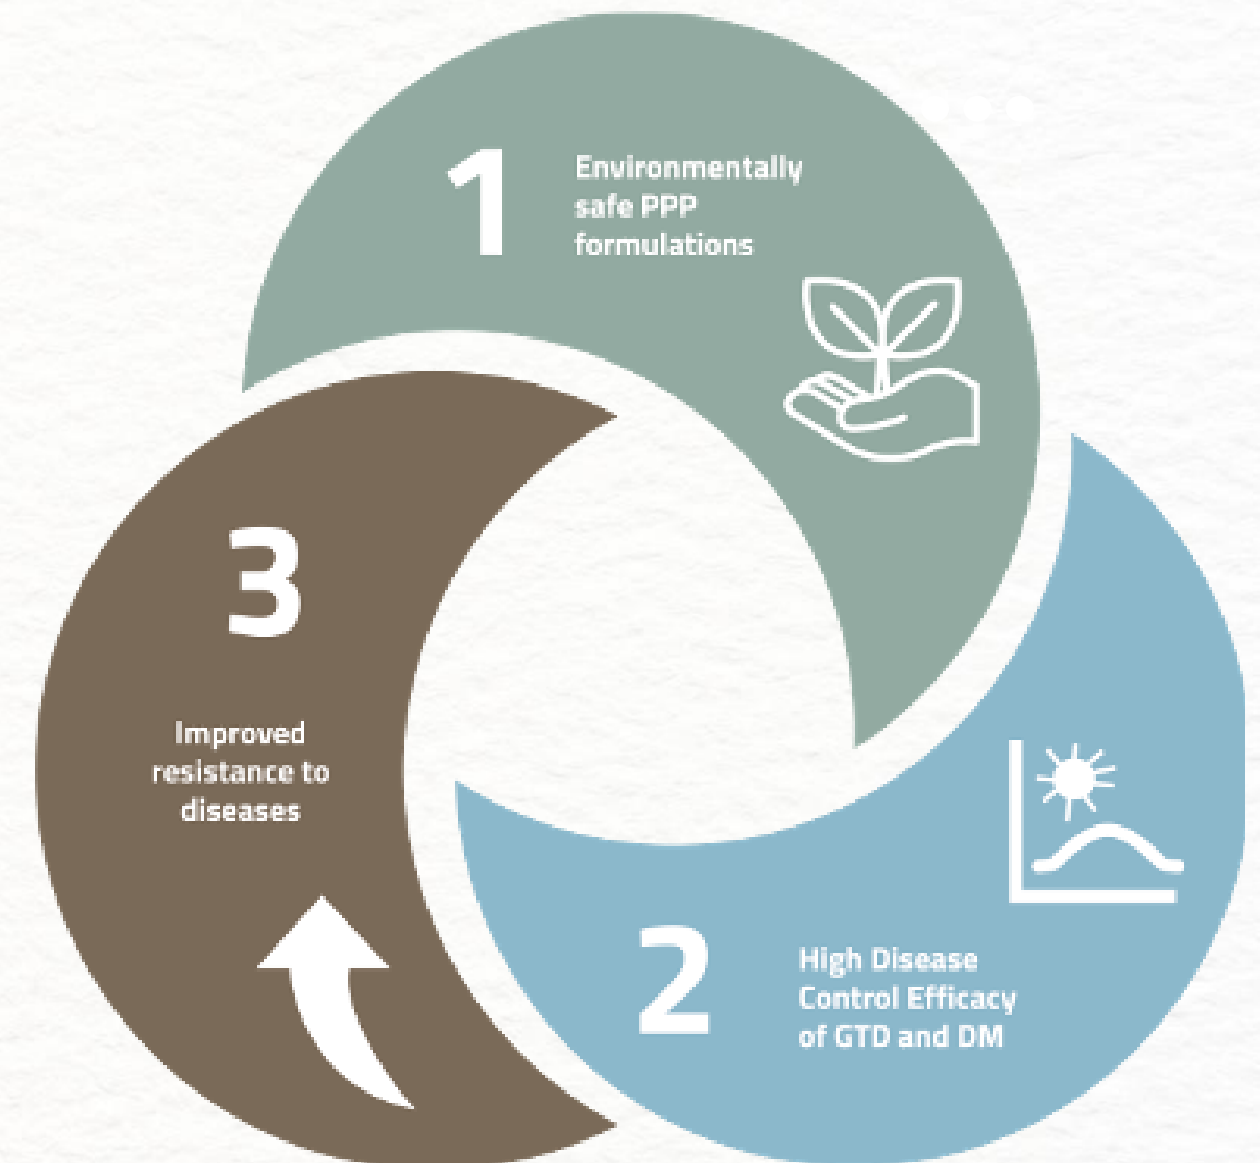 1
Environmentally
safe PPP
formulations
2
High Disease
Control Efficacy
of GTD and DM
3
Improved
resistance to
diseases